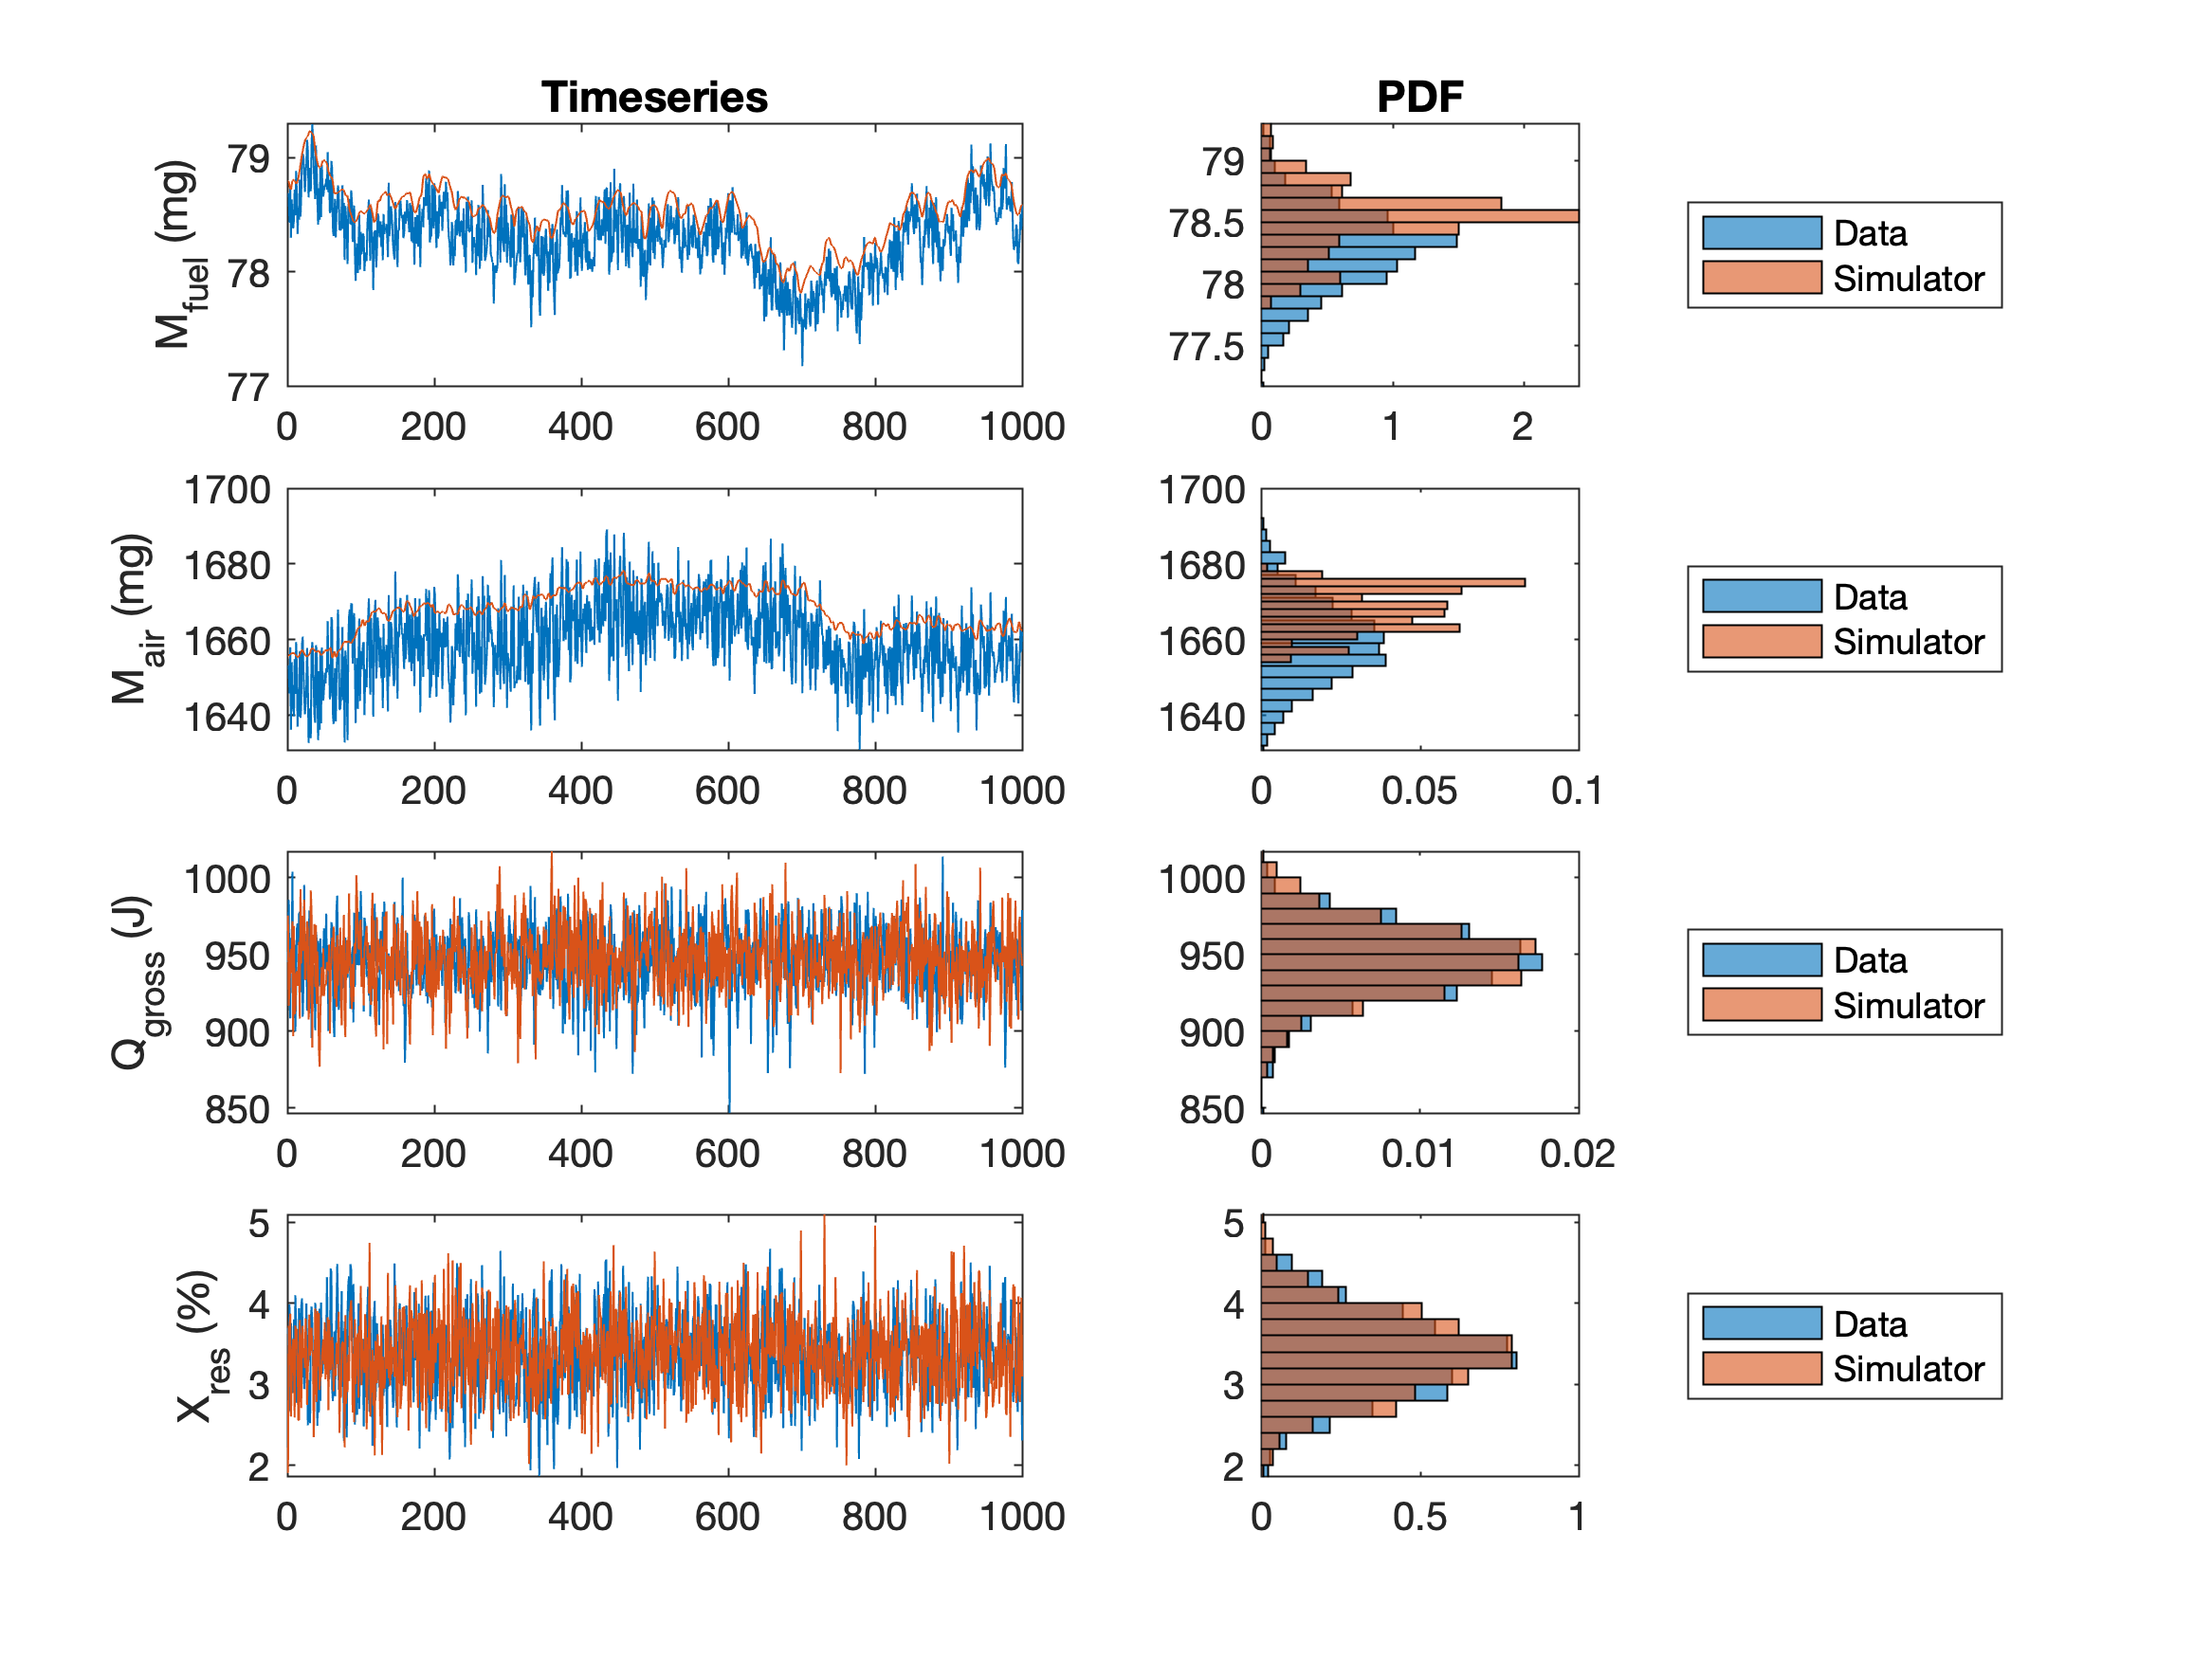 Timeseries
PDF
M_fuel (mg)
79
78
77
0 200 400 600 800 1000
79
78.5
78
77.5
0 1 2
Data
Simulator
M_air (mg)
1700
1680
1660
1640
0 200 400 600 800 1000
1700
1680
1660
1640
0 0.05 0.1
Data
Simulator
Q_gross (J)
1000
950
900
850
0 200 400 600 800 1000
1000
950
900
850
0 0.01 0.02
Data
Simulator
X_res (%)
5
4
3
2
0 200 400 600 800 1000
5
4
3
2
0 0.5 1
Data
Simulator